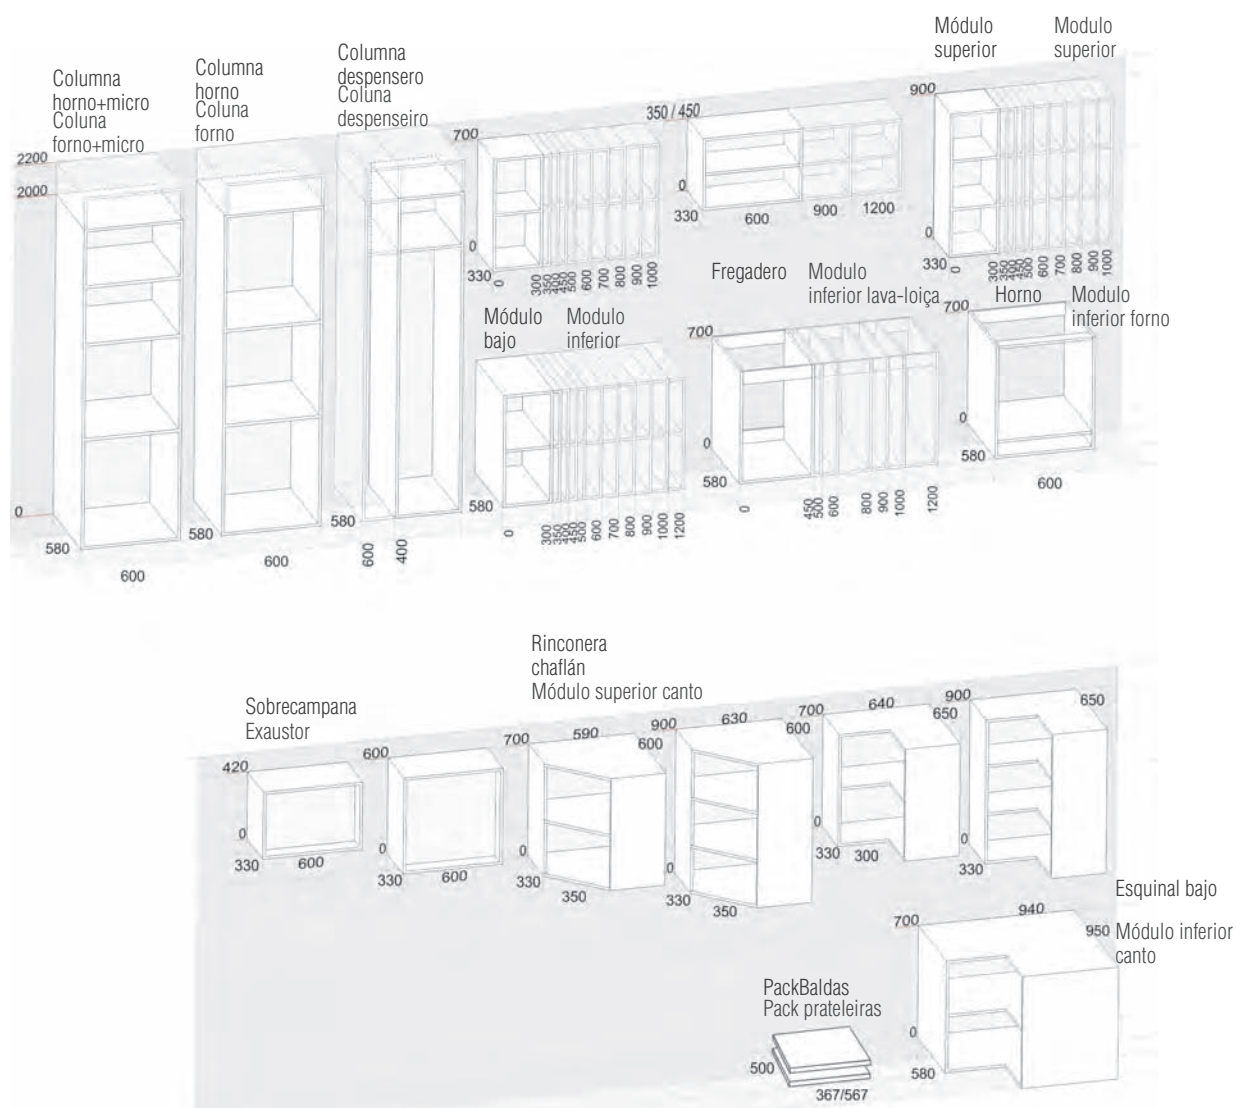 Columna
horno+micro
Coluna
forno+micro
2200
2000
0
580
600
Columna
horno
Coluna
forno
580
600
Columna
despensero
Coluna
despenseiro
580
600
400
700
0
330
0
300
350
400
450
500
600
700
800
900
1000
350 / 450
0
330
600
900
1200
Módulo
superior
Modulo
superior
900
0
330
0
300
350
400
450
500
600
700
800
900
1000
Módulo
bajo
Modulo
inferior
580
0
300
350
400
450
500
600
700
800
900
1000
1200
Fregadero
Modulo
inferior lava-loiça
700
0
580
0
450
500
600
800
900
1000
1200
Horno
Modulo
inferior forno
700
0
580
600
Sobrecampana
Exaustor
420
0
330
600
600
0
330
600
Rinconera
chaflán
Módulo superior canto
700
590
600
0
330
350
900
630
600
0
330
350
700
640
650
0
330
300
900
650
0
330
Esquinal bajo
Módulo inferior
canto
700
940
950
0
580
PackBaldas
Pack prateleiras
500
367/567